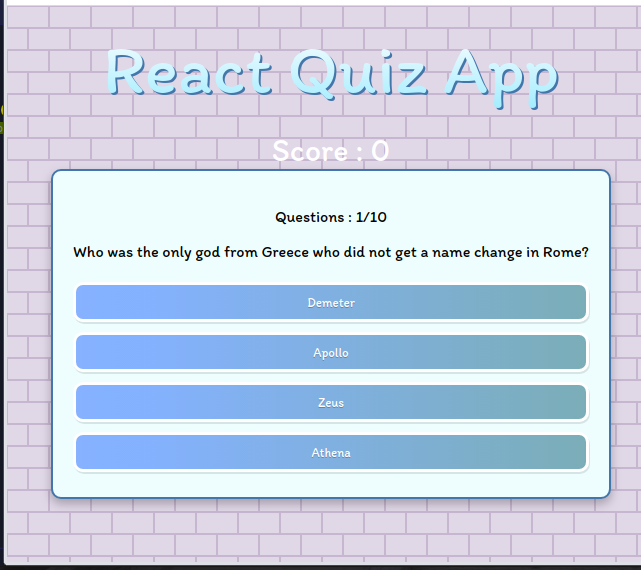 React Quiz App
Score : 0
Questions : 1/10
Who was the only god from Greece who did not get a name change in Rome?
Demeter
Apollo
Zeus
Athena